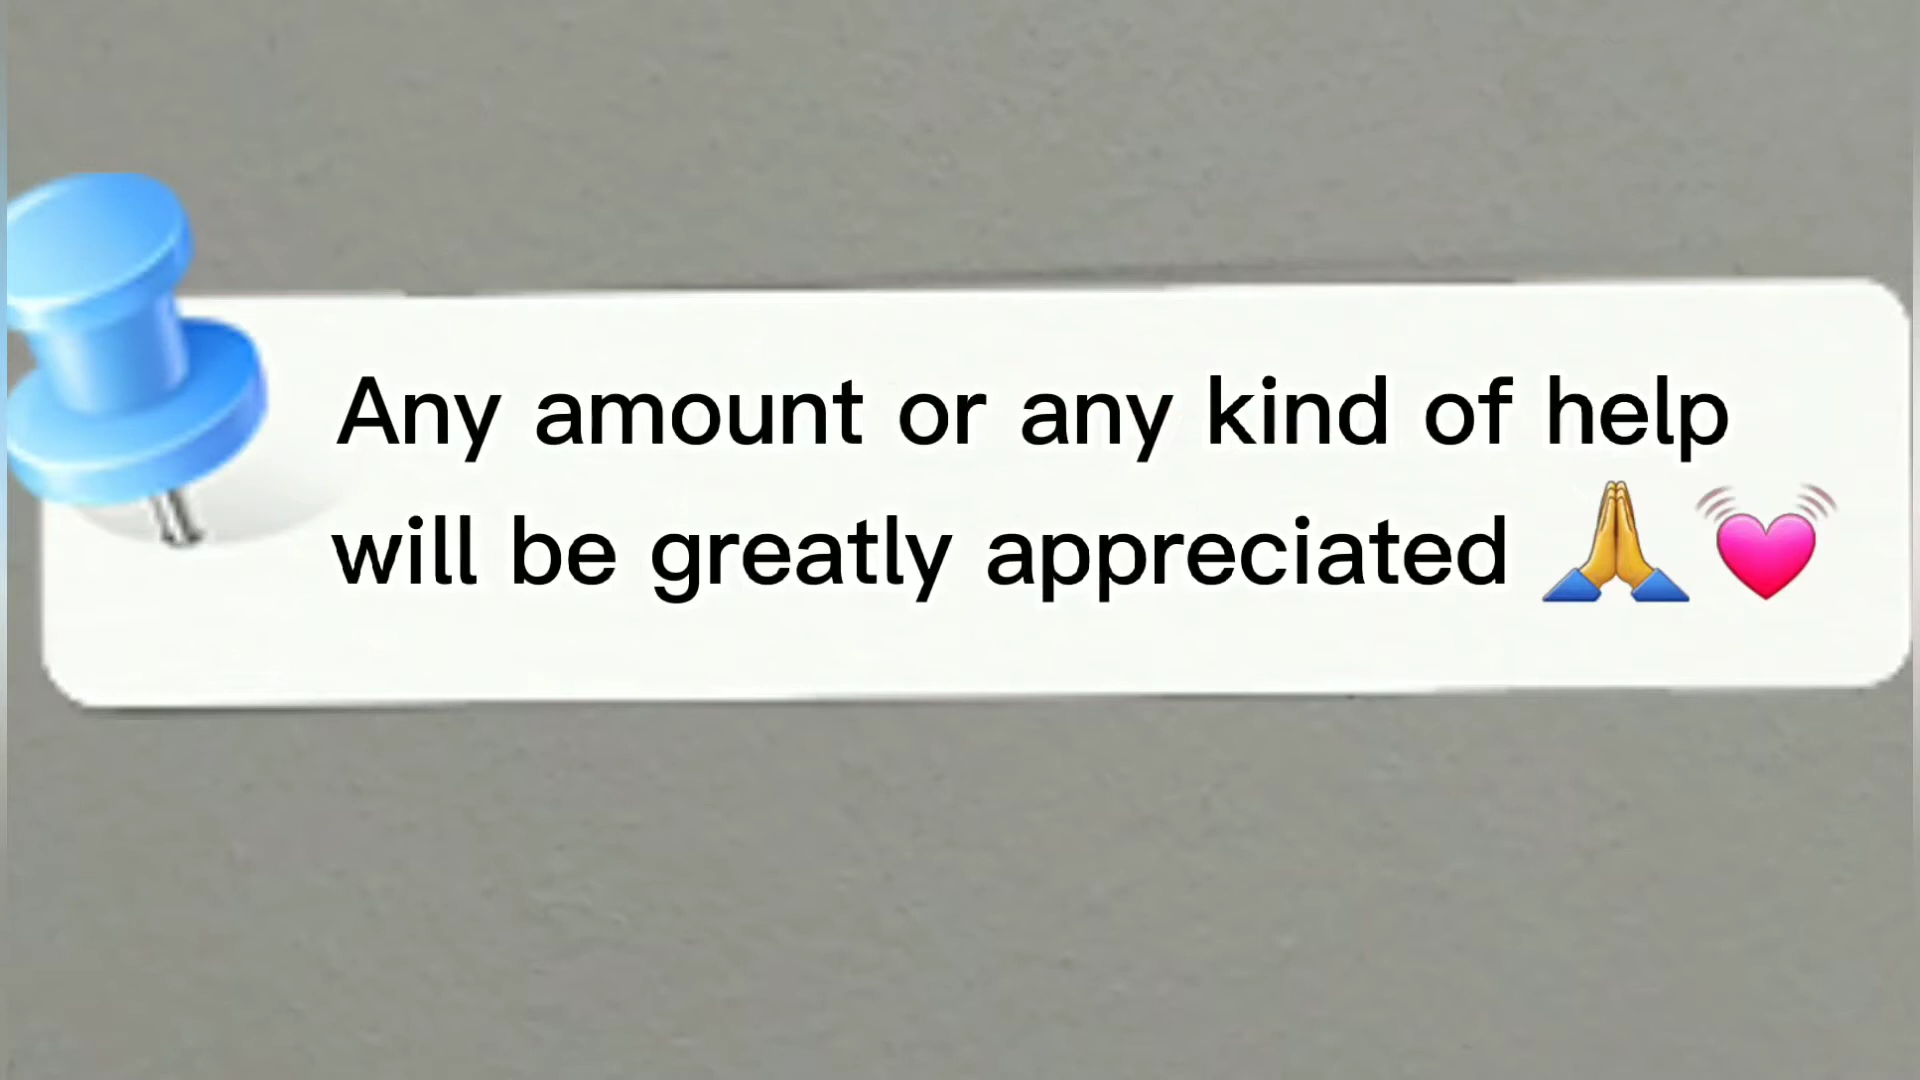 Any amount or any kind of help
will be greatly appreciated 🙏💓